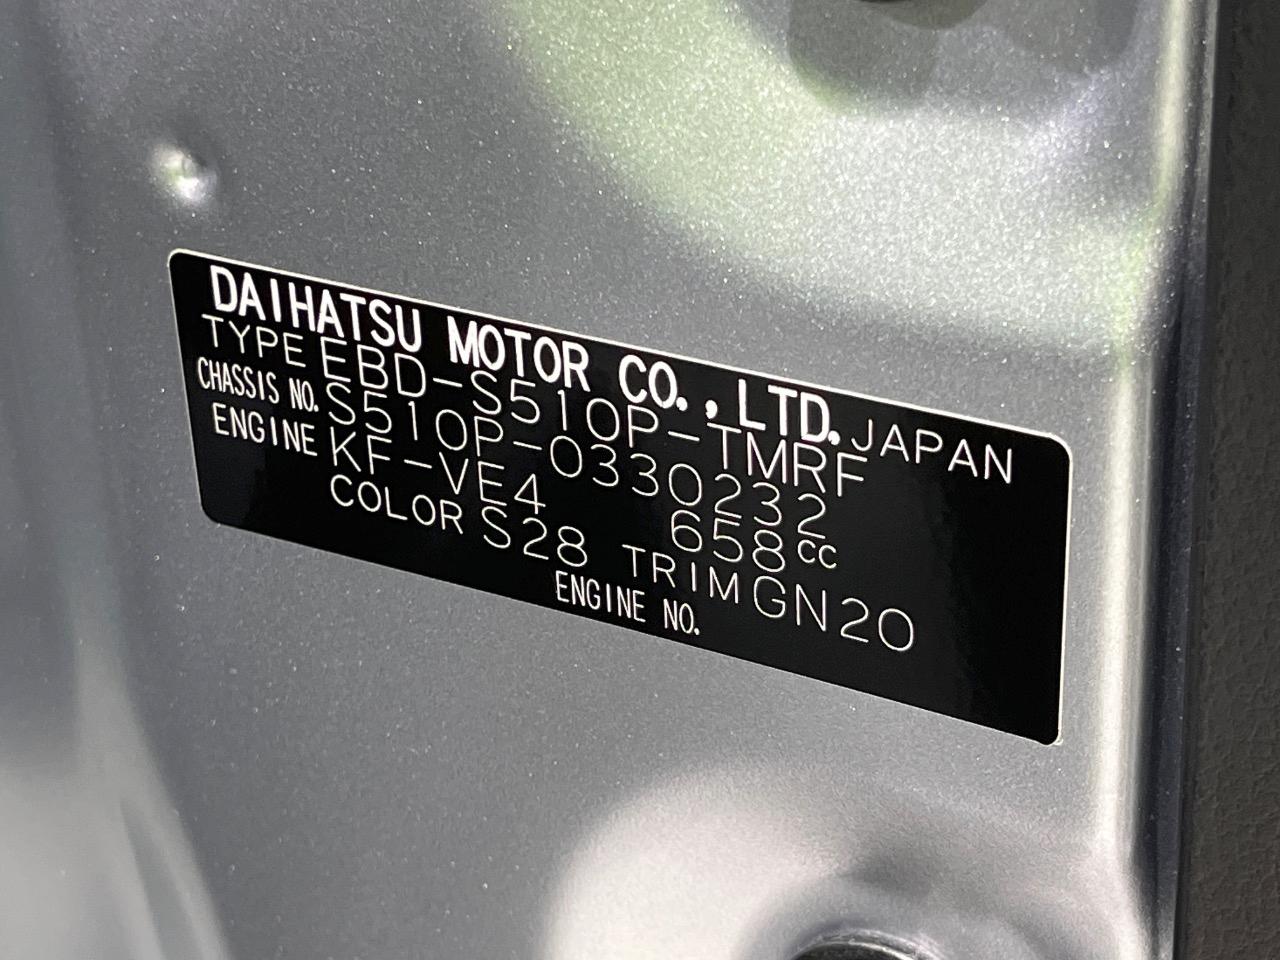 DAIHATSU MOTOR CO., LTD. JAPAN
TYPE EBD-S510P-TMRF
CHASSIS NO. S510P-0330232
ENGINE KF-VE4 658cc
COLOR S28 TRIM GN20
ENGINE NO.